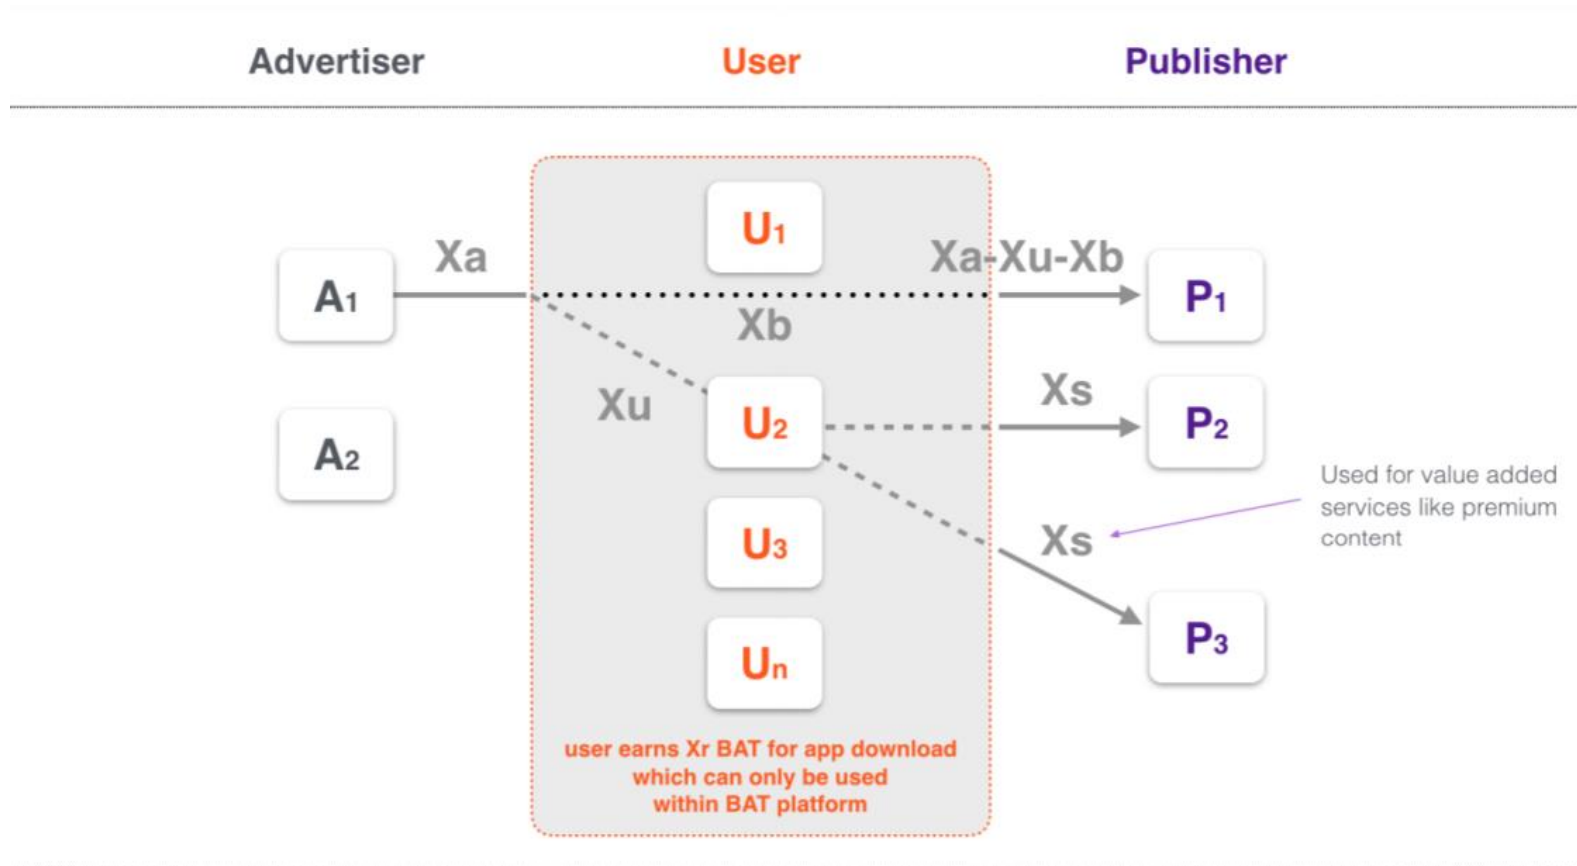 Advertiser
User
Publisher
U1
Xa
Xa-Xu-Xb
A1
P1
Xb
Xu
Xs
U2
P2
A2
Used for value added
services like premium
content
Xs
U3
P3
Un
user earns Xr BAT for app download
which can only be used
within BAT platform